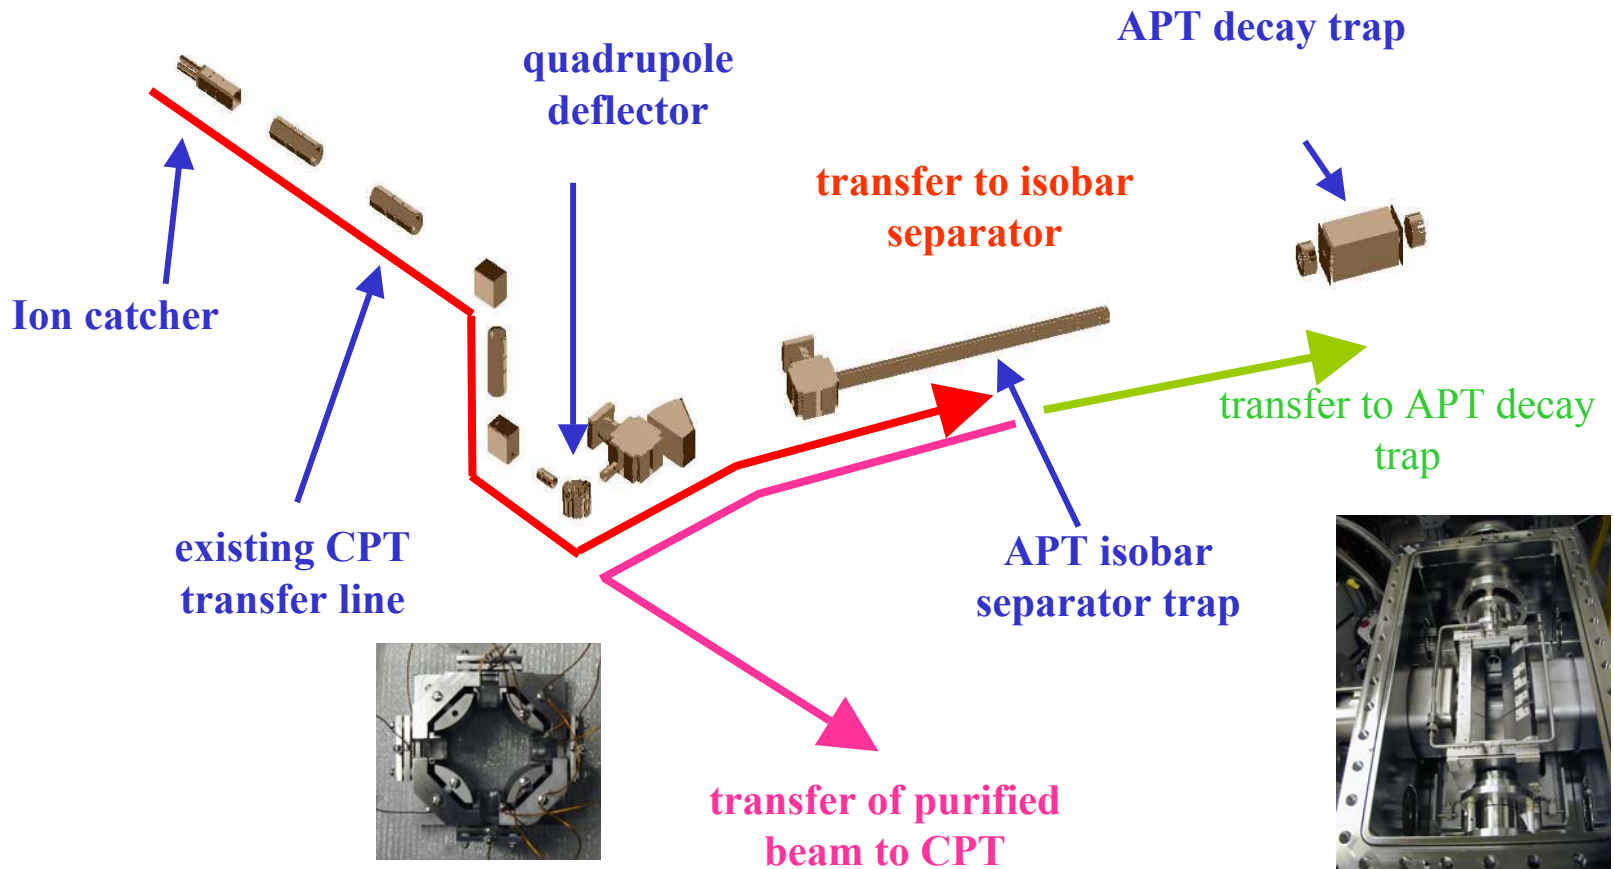 APT decay trap
quadrupole
deflector
transfer to isobar
separator
Ion catcher
transfer to APT decay
trap
existing CPT
transfer line
APT isobar
separator trap
transfer of purified
beam to CPT